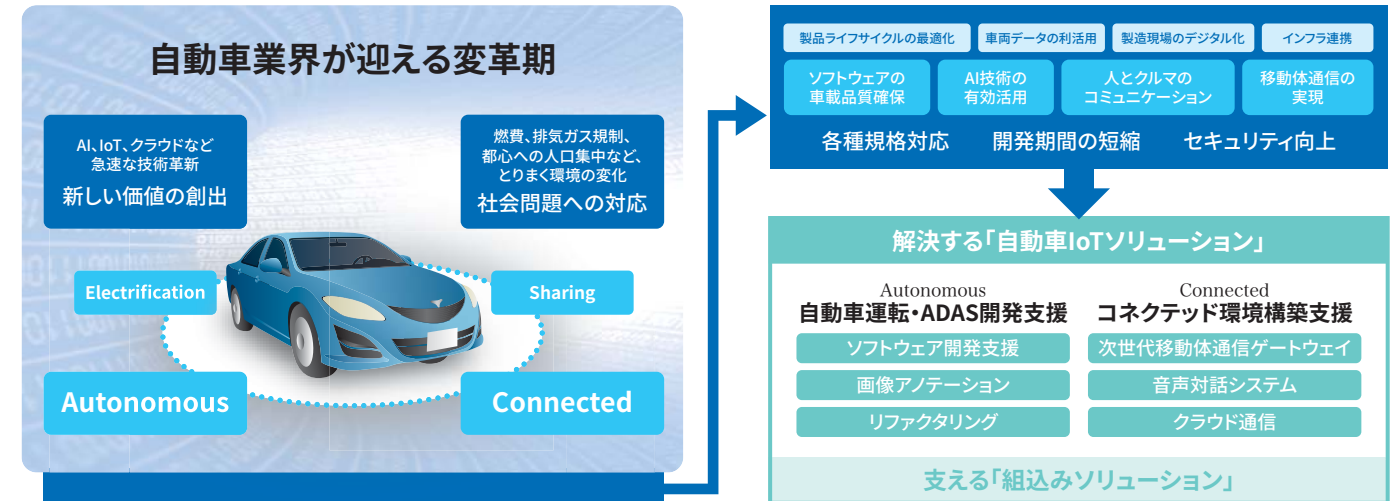 自動車業界が迎える変革期
AI、IoT、クラウドなど
急速な技術革新
新しい価値の創出
燃費、排気ガス規制、
都心への人口集中など、
とりまく環境の変化
社会問題への対応
Electrification
Sharing
Autonomous
Connected
製品ライフサイクルの最適化
車両データの利活用
製造現場のデジタル化
インフラ連携
ソフトウェアの
車載品質確保
AI技術の
有効活用
人とクルマの
コミュニケーション
移動体通信の
実現
各種規格対応
開発期間の短縮
セキュリティ向上
解決する「自動車IoTソリューション」
Autonomous
自動車運転・ADAS開発支援
ソフトウェア開発支援
画像アノテーション
リファクタリング
Connected
コネクテッド環境構築支援
次世代移動体通信ゲートウェイ
音声対話システム
クラウド通信
支える「組込みソリューション」